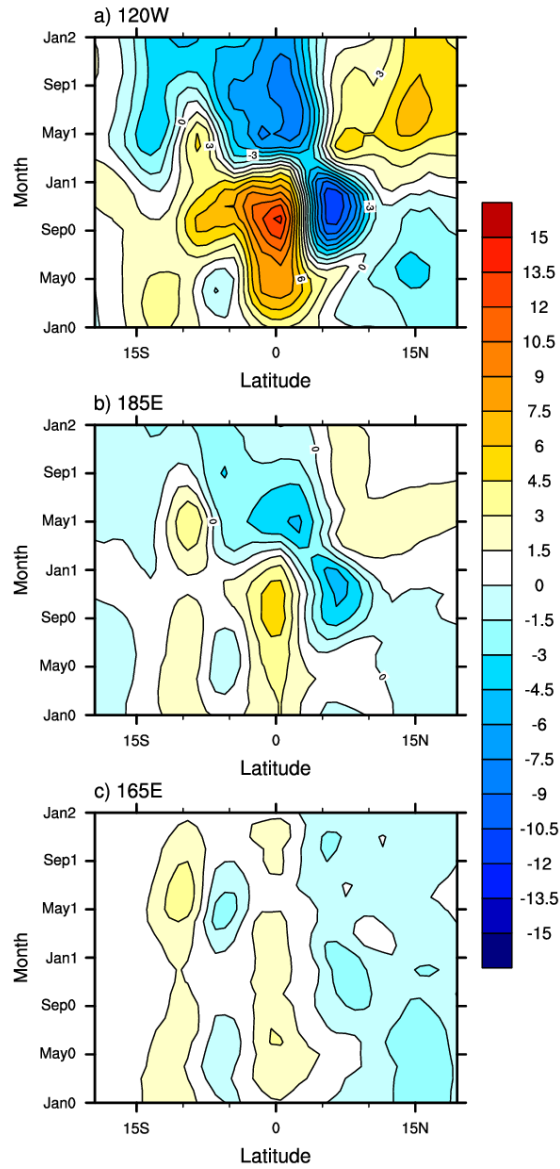 a) 120W
Jan2
Sep1
May1
Jan1
Sep0
May0
Jan0
Month
0
3
-3
3
-3
0
6
15S
0
15N
Latitude
b) 185E
Jan2
Sep1
May1
Jan1
Sep0
May0
Jan0
Month
0
0
0
15S
0
15N
Latitude
c) 165E
Jan2
Sep1
May1
Jan1
Sep0
May0
Jan0
Month
15S
0
15N
Latitude
15
13.5
12
10.5
9
7.5
6
4.5
3
1.5
0
-1.5
-3
-4.5
-6
-7.5
-9
-10.5
-12
-13.5
-15